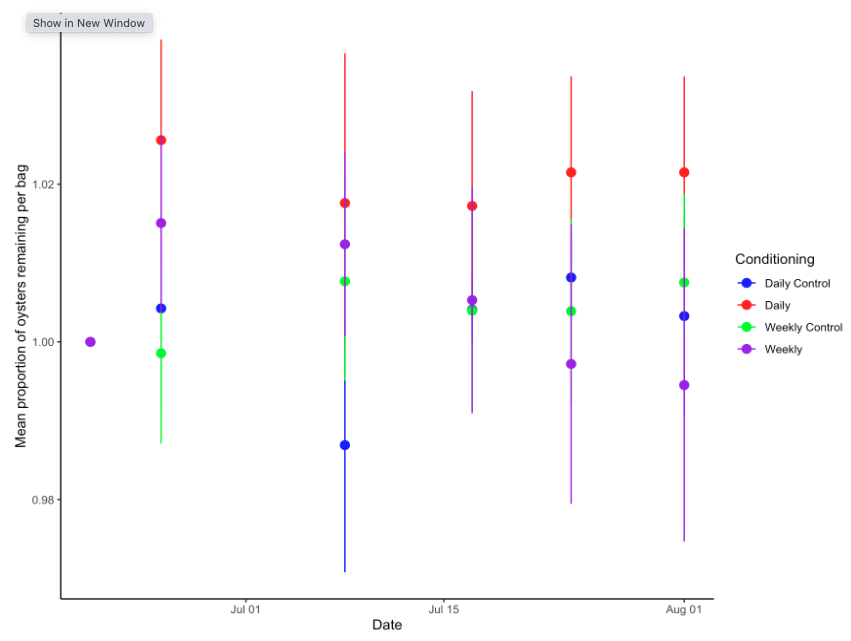 Show in New Window
Mean proportion of oysters remaining per bag
1.02
1.00
0.98
Jul 01
Jul 15
Aug 01
Date
Conditioning
Daily Control
Daily
Weekly Control
Weekly